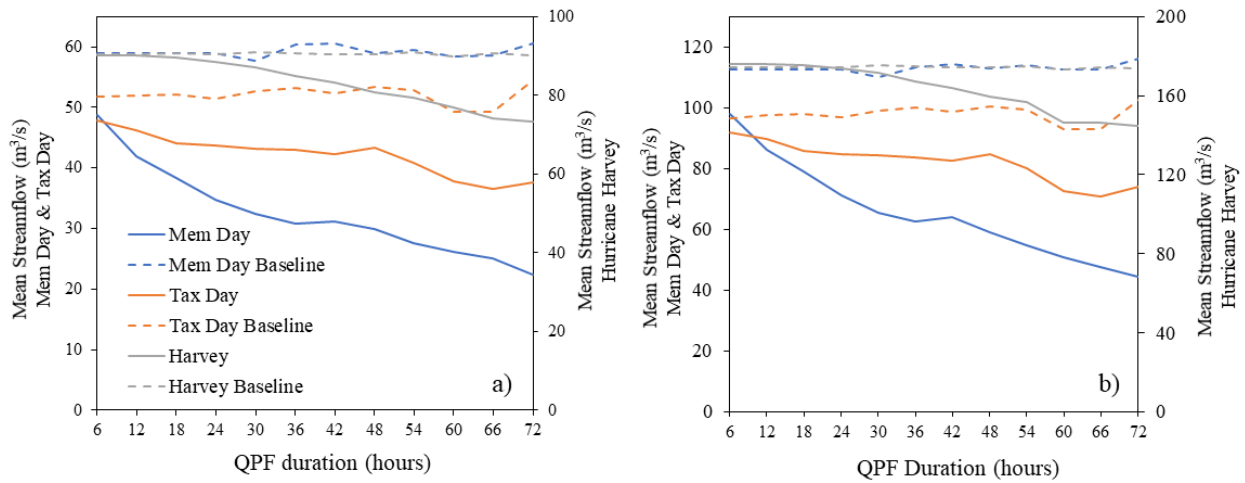 Mean Streamflow (m³/s)
Mem Day & Tax Day
60
50
40
30
20
10
0
Mem Day
Mem Day Baseline
Tax Day
Tax Day Baseline
Harvey
Harvey Baseline
a)
100
80
60
40
20
0
Mean Streamflow (m³/s)
Hurricane Harvey
6 12 18 24 30 36 42 48 54 60 66 72
QPF duration (hours)
Mean Streamflow (m³/s)
Mem Day & Tax Day
120
100
80
60
40
20
0
b)
200
160
120
80
40
0
Mean Streamflow (m³/s)
Hurricane Harvey
6 12 18 24 30 36 42 48 54 60 66 72
QPF Duration (hours)